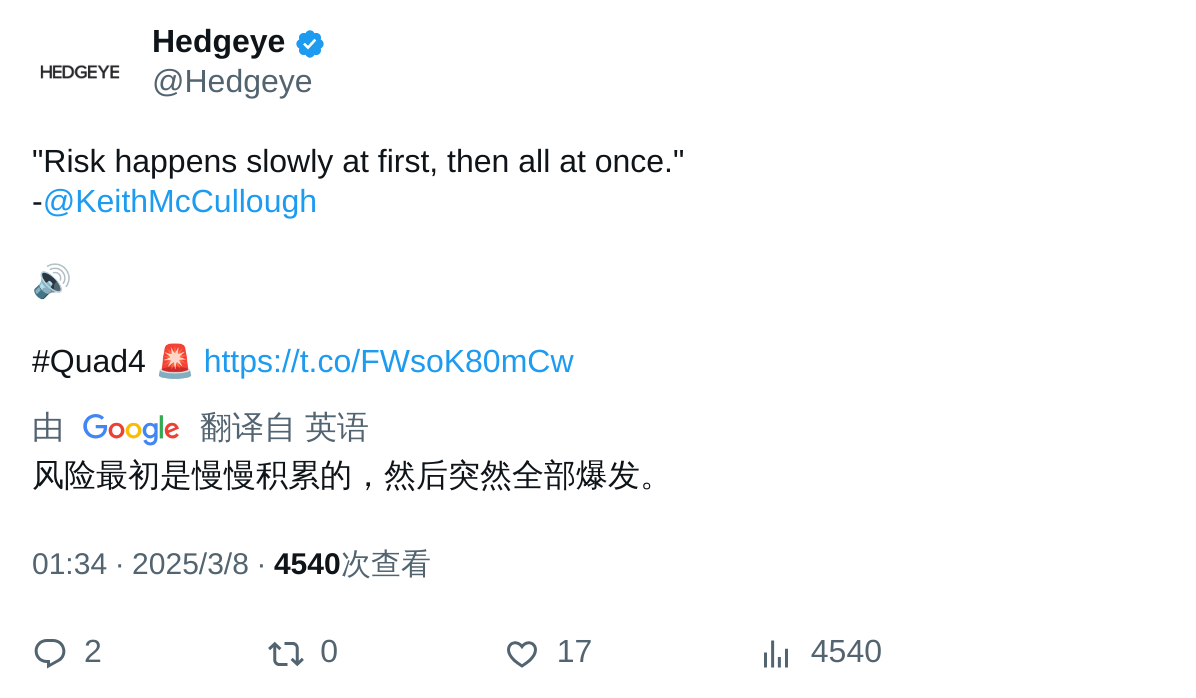 HEDGEYE
Hedgeye
@Hedgeye
"Risk happens slowly at first, then all at once."
-@KeithMcCullough
🔊
#Quad4 🚨 https://t.co/FWsoK80mCw
由 Google 翻译自 英语
风险最初是慢慢积累的，然后突然全部爆发。
01:34 · 2025/3/8 · 4540次查看
2 0 17 4540